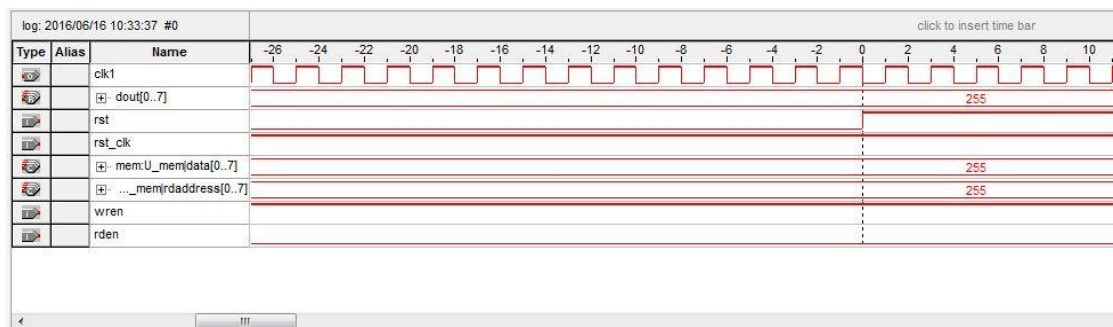 log: 2016/06/16 10:33:37 #0
click to insert time bar
Type Alias Name -26 -24 -22 -20 -18 -16 -14 -12 -10 -8 -6 -4 -2 0 2 4 6 8 10
clk1
dout[0..7] 255
rst
rst_clk
mem:U_mem|data[0..7] 255
..._mem|rdaddress[0..7] 255
wren
rden